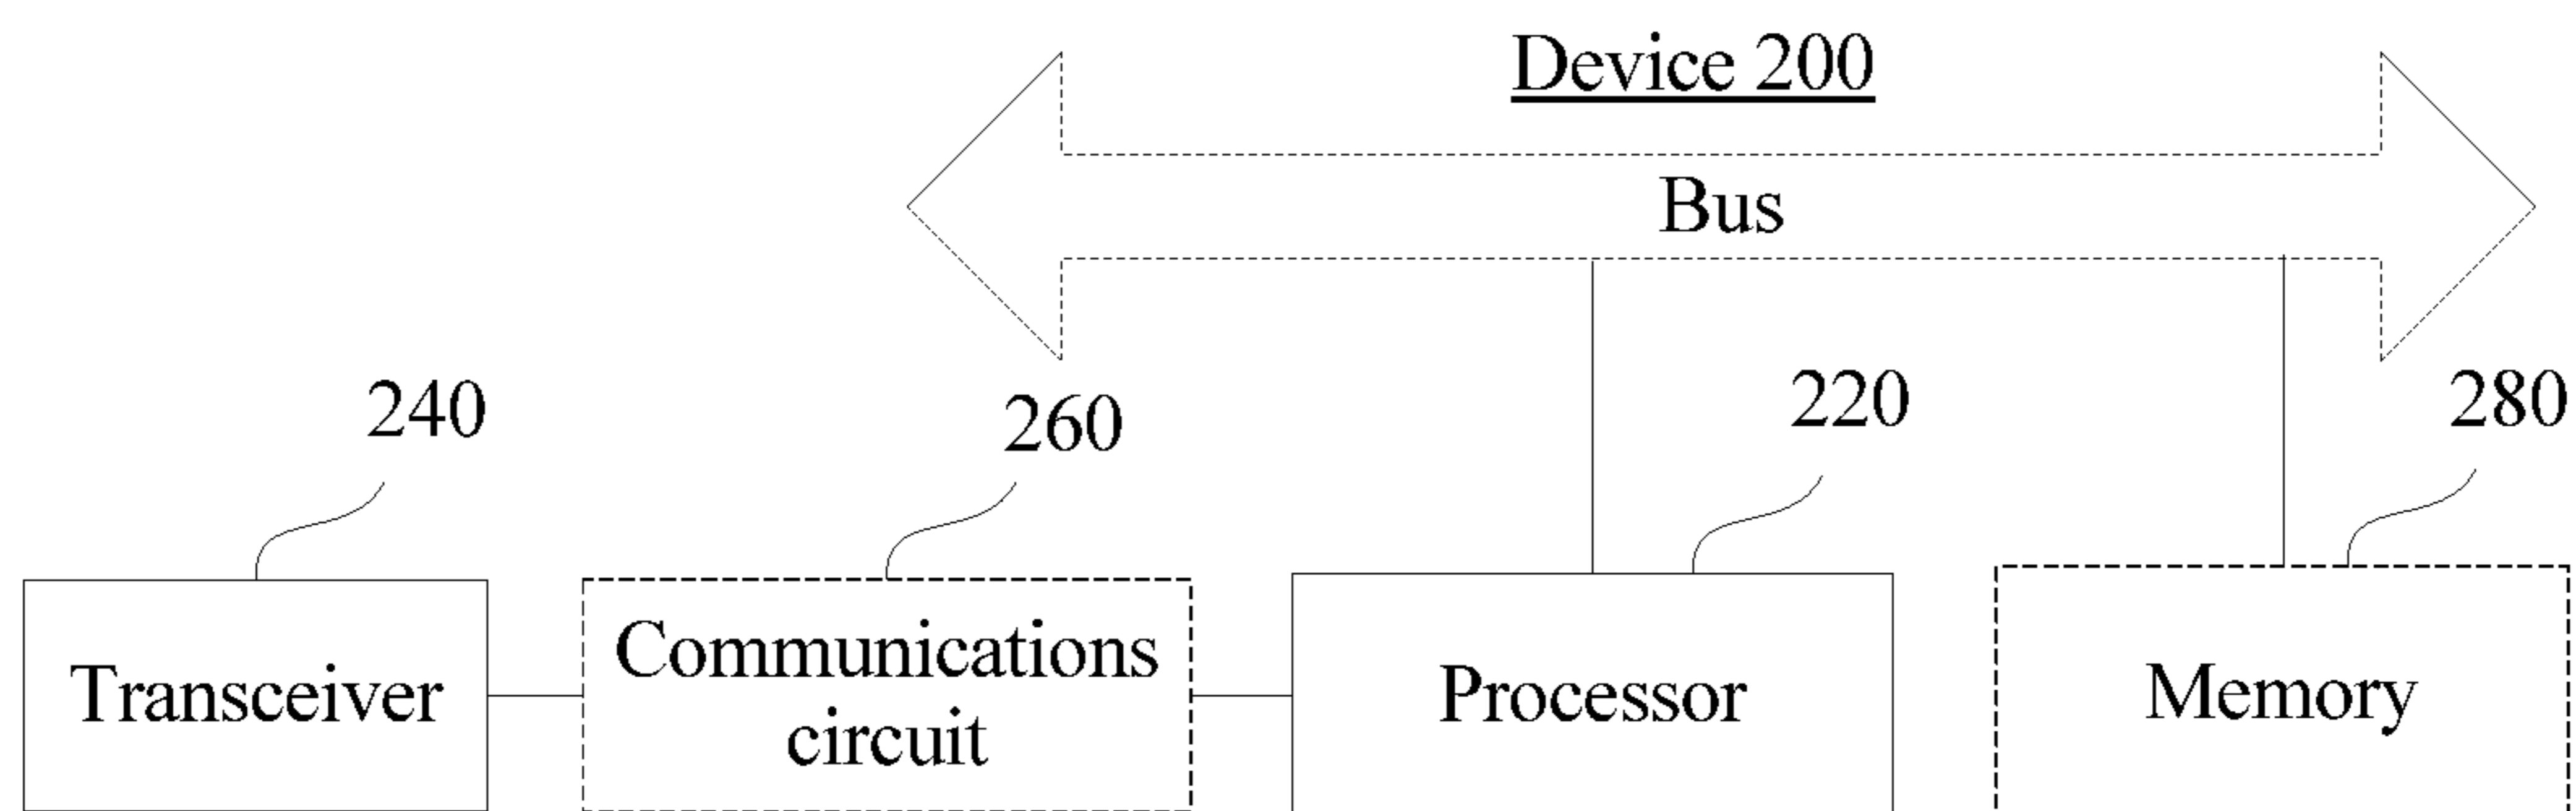 Device 200
Bus
240
260
220
280
Transceiver
Communications
circuit
Processor
Memory